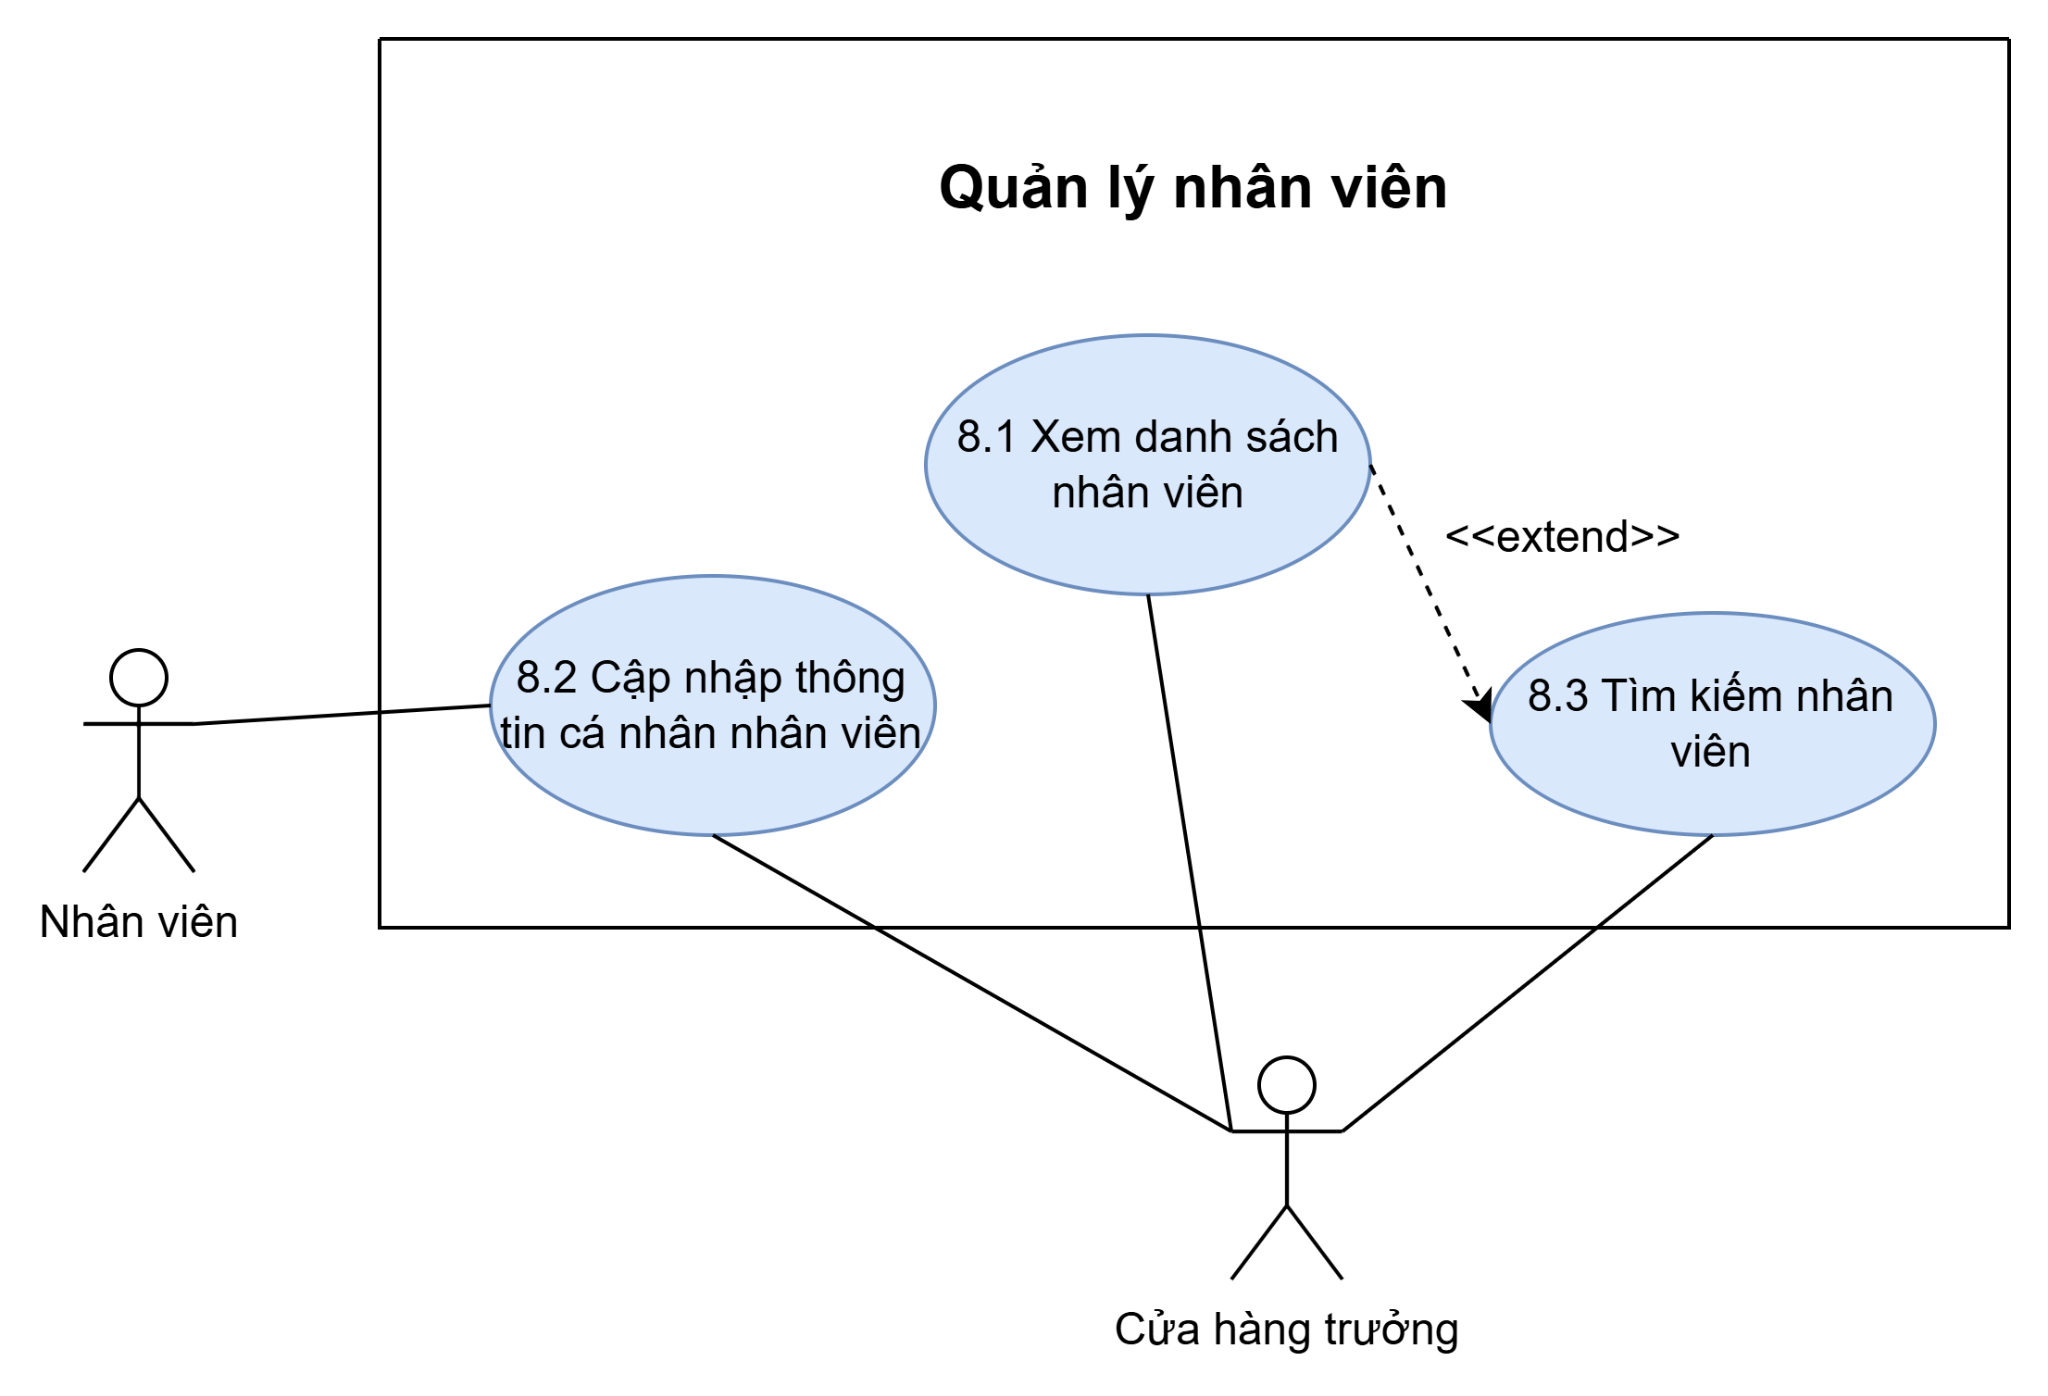 Quản lý nhân viên
8.1 Xem danh sách
nhân viên
<<extend>>
8.2 Cập nhập thông
tin cá nhân nhân viên
8.3 Tìm kiếm nhân
viên
Nhân viên
Cửa hàng trưởng